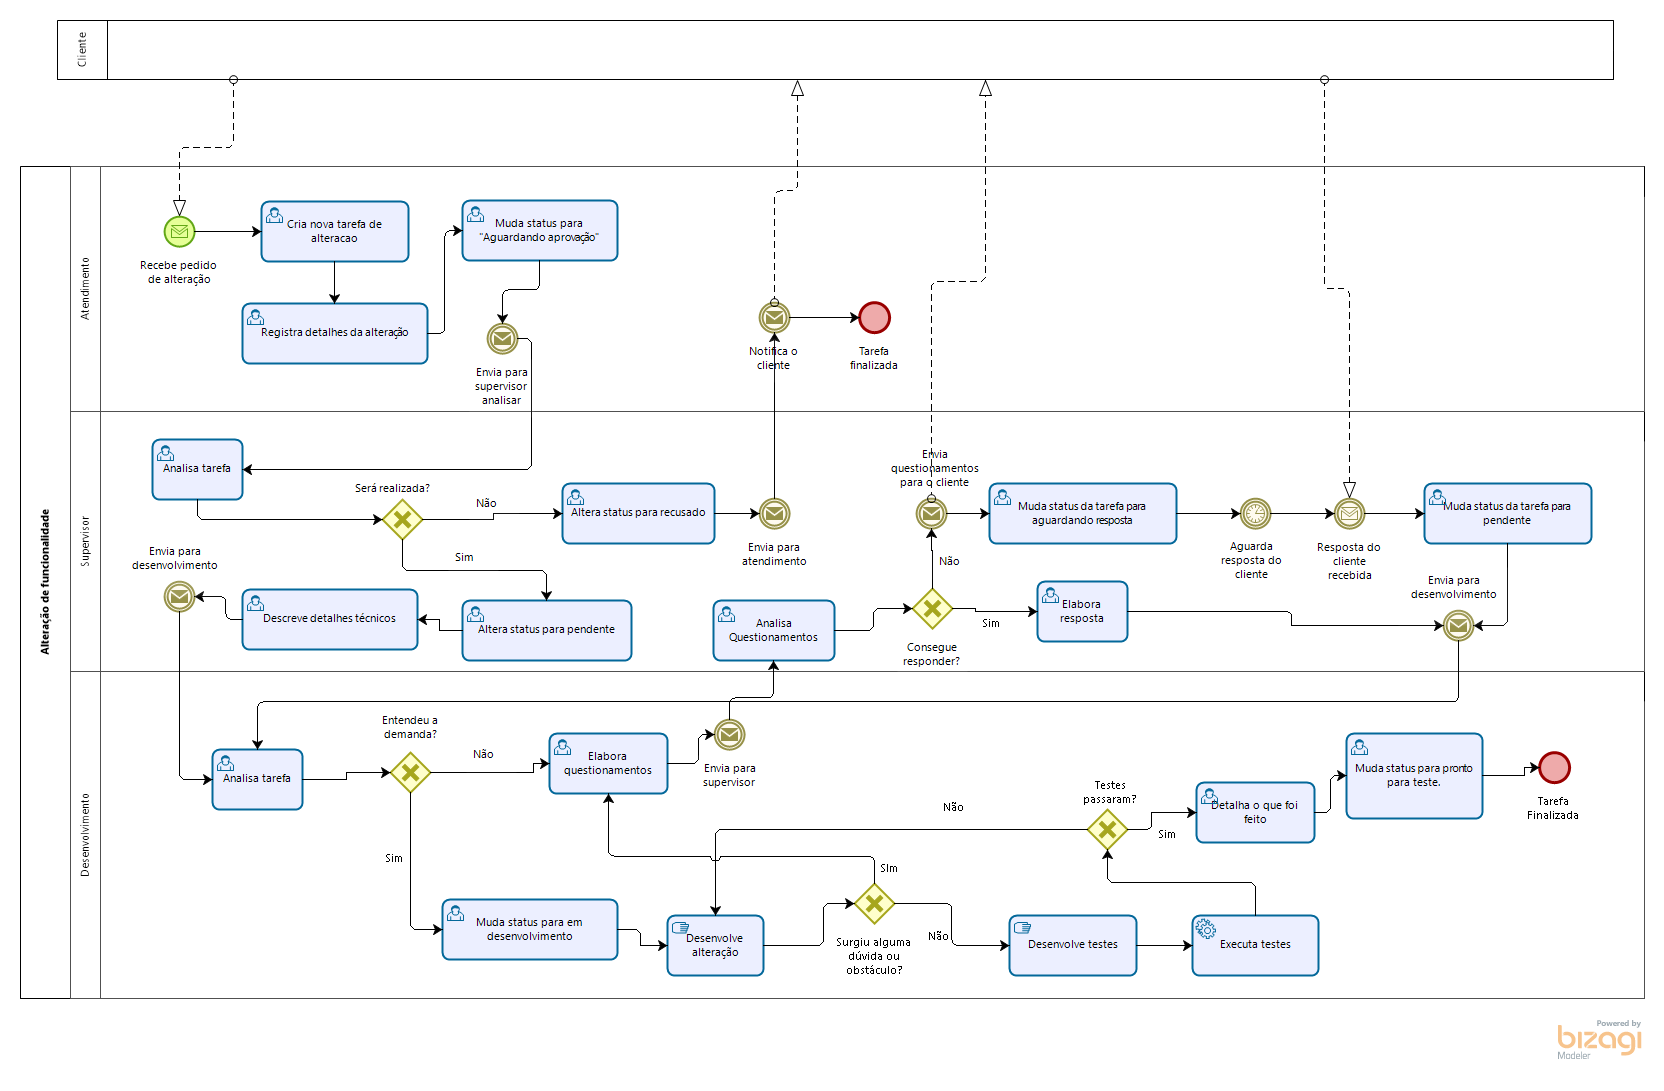 Cliente
Alteração de funcionalidade
Atendimento
Recebe pedido
de alteração
Cria nova tarefa de
alteracao
Registra detalhes da alteração
Muda status para
"Aguardando aprovação"
Envia para
supervisor
analisar
Notifica o
cliente
Tarefa
finalizada
Supervisor
Analisa tarefa
Será realizada?
Não
Sim
Altera status para recusado
Envia para
atendimento
Envia para
desenvolvimento
Descreve detalhes técnicos
Altera status para pendente
Analisa
Questionamentos
Consegue
responder?
Não
Sim
Envia
questionamentos
para o cliente
Muda status da tarefa para
aguardando resposta
Aguarda
resposta do
cliente
Resposta do
cliente
recebida
Muda status da tarefa para
pendente
Elabora
resposta
Envia para
desenvolvimento
Desenvolvimento
Analisa tarefa
Entendeu a
demanda?
Não
Sim
Elabora
questionamentos
Envia para
supervisor
Muda status para em
desenvolvimento
Desenvolve
alteração
Surgiu alguma
dúvida ou
obstáculo?
SIm
Não
Desenvolve testes
Executa testes
Testes
passaram?
Não
Sim
Detalha o que foi
feito
Muda status para pronto
para teste.
Tarefa
Finalizada
Powered by
bizagi
Modeler